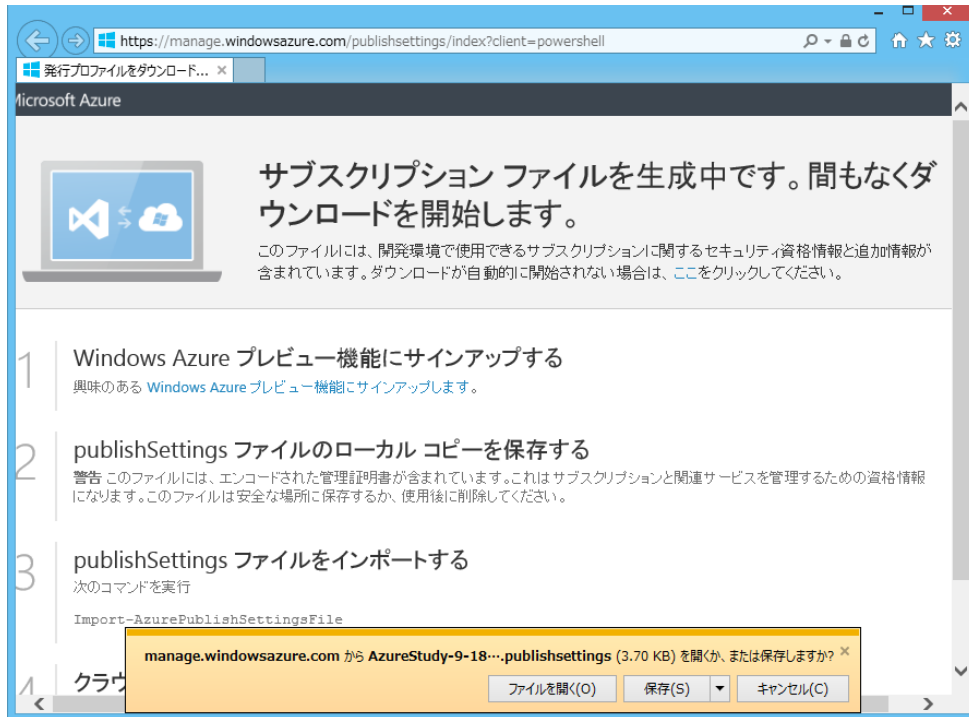 https://manage.windowsazure.com/publishsettings/index?client=powershell
発行プロファイルをダウンロード... ×
Microsoft Azure
サブスクリプション ファイルを生成中です。間もなくダ
ウンロードを開始します。
このファイルには、開発環境で使用できるサブスクリプションに関するセキュリティ資格情報と追加情報が
含まれています。ダウンロードが自動的に開始されない場合は、ここをクリックしてください。
1
Windows Azure プレビュー機能にサインアップする
興味のある Windows Azure プレビュー機能にサインアップします。
2
publishSettings ファイルのローカル コピーを保存する
警告 このファイルには、エンコードされた管理証明書が含まれています。これはサブスクリプションと関連サービスを管理するための資格情報
になります。このファイルは安全な場所に保存するか、使用後に削除してください。
3
publishSettings ファイルをインポートする
次のコマンドを実行
Import-AzurePublishSettingsFile
4
クラウ
manage.windowsazure.com から AzureStudy-9-18….publishsettings (3.70 KB) を開くか、または保存しますか? ×
ファイルを開く(O) 保存(S) キャンセル(C)